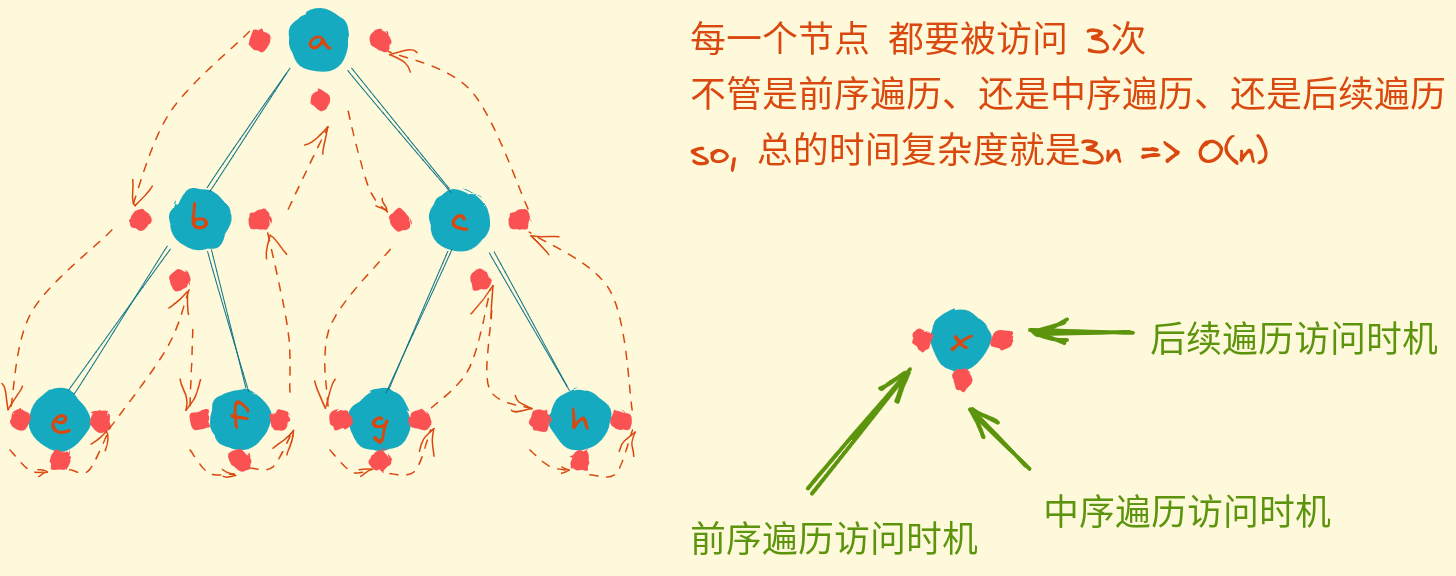 每一个节点 都要被访问 3次
不管是前序遍历、还是中序遍历、还是后续遍历
so, 总的时间复杂度就是3n => O(n)
a
b
c
e
f
g
h
x
后续遍历访问时机
中序遍历访问时机
前序遍历访问时机